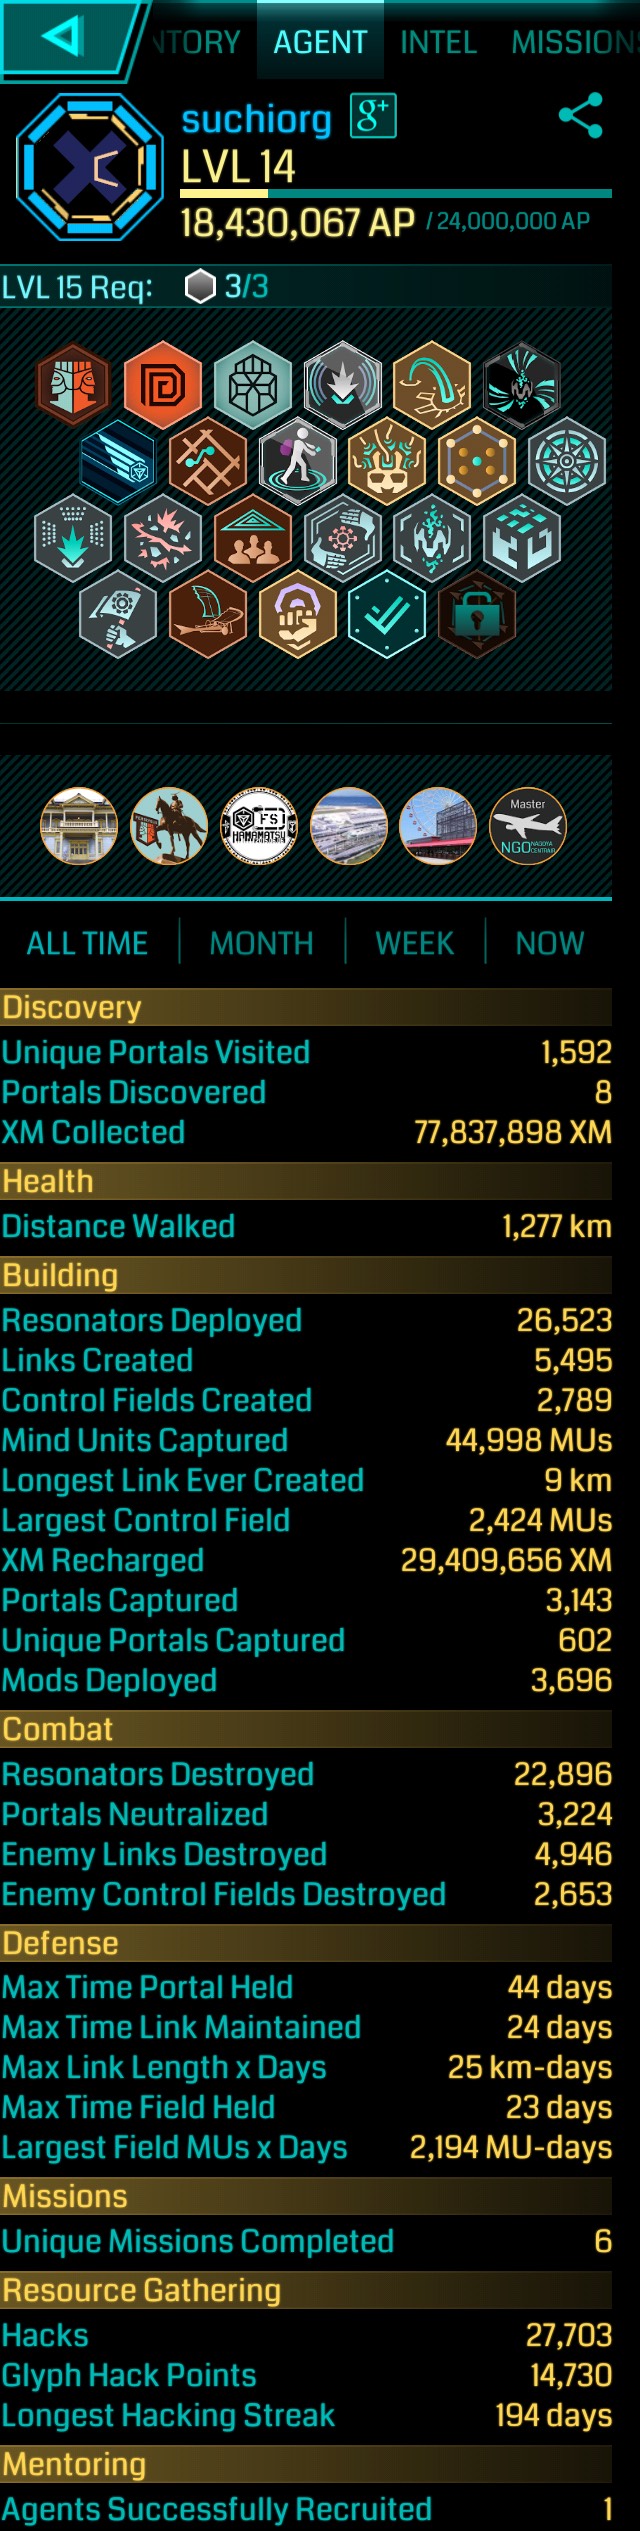 NTORY AGENT INTEL MISSIONS
suchiorg g+
LVL 14
18,430,067 AP / 24,000,000 AP
LVL 15 Req: 3/3
FS
HAMAMATSU
Master
NGO NAGOYA CENTRAIR
ALL TIME MONTH WEEK NOW
Discovery
Unique Portals Visited 1,592
Portals Discovered 8
XM Collected 77,837,898 XM
Health
Distance Walked 1,277 km
Building
Resonators Deployed 26,523
Links Created 5,495
Control Fields Created 2,789
Mind Units Captured 44,998 MUs
Longest Link Ever Created 9 km
Largest Control Field 2,424 MUs
XM Recharged 29,409,656 XM
Portals Captured 3,143
Unique Portals Captured 602
Mods Deployed 3,696
Combat
Resonators Destroyed 22,896
Portals Neutralized 3,224
Enemy Links Destroyed 4,946
Enemy Control Fields Destroyed 2,653
Defense
Max Time Portal Held 44 days
Max Time Link Maintained 24 days
Max Link Length x Days 25 km-days
Max Time Field Held 23 days
Largest Field MUs x Days 2,194 MU-days
Missions
Unique Missions Completed 6
Resource Gathering
Hacks 27,703
Glyph Hack Points 14,730
Longest Hacking Streak 194 days
Mentoring
Agents Successfully Recruited 1